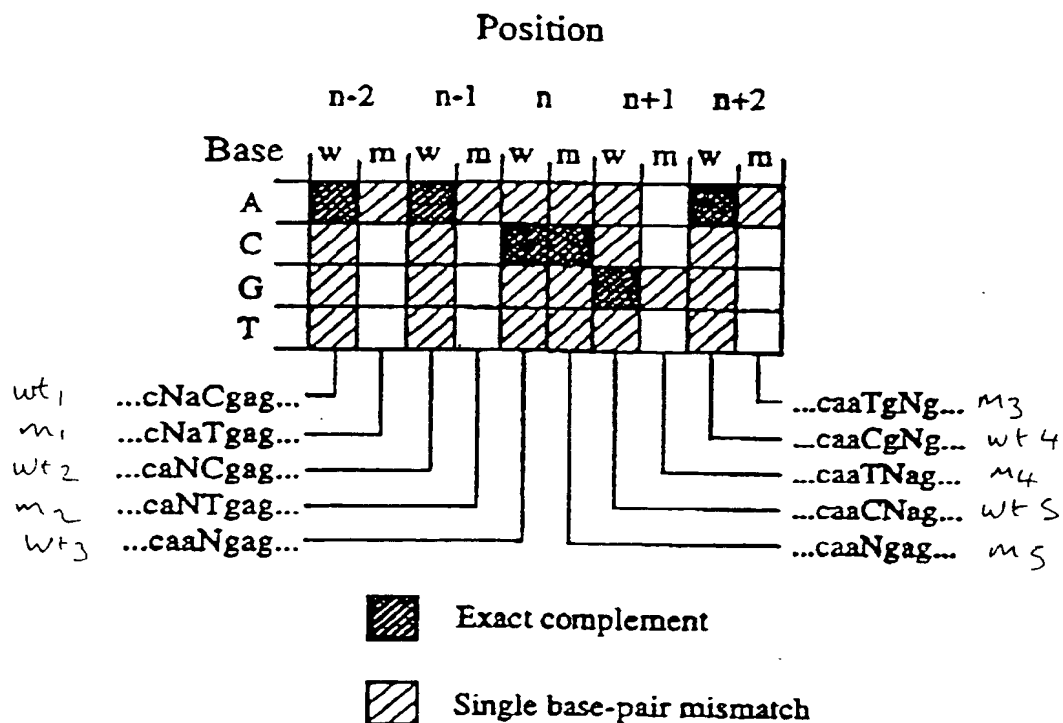 Position
n-2 n-1 n n+1 n+2
Base w m w m w m w m w m
A
C
G
T
wt1 ...cNaCgag...
m1 ...cNaTgag...
wt2 ...caNCgag...
m2 ...caNTgag...
wt3 ...caaNgag...
...caaTgNg... m3
...caaCgNg... wt4
...caaTNag... m4
...caaCNag... wt5
...caaNgag... m5
Exact complement
Single base-pair mismatch